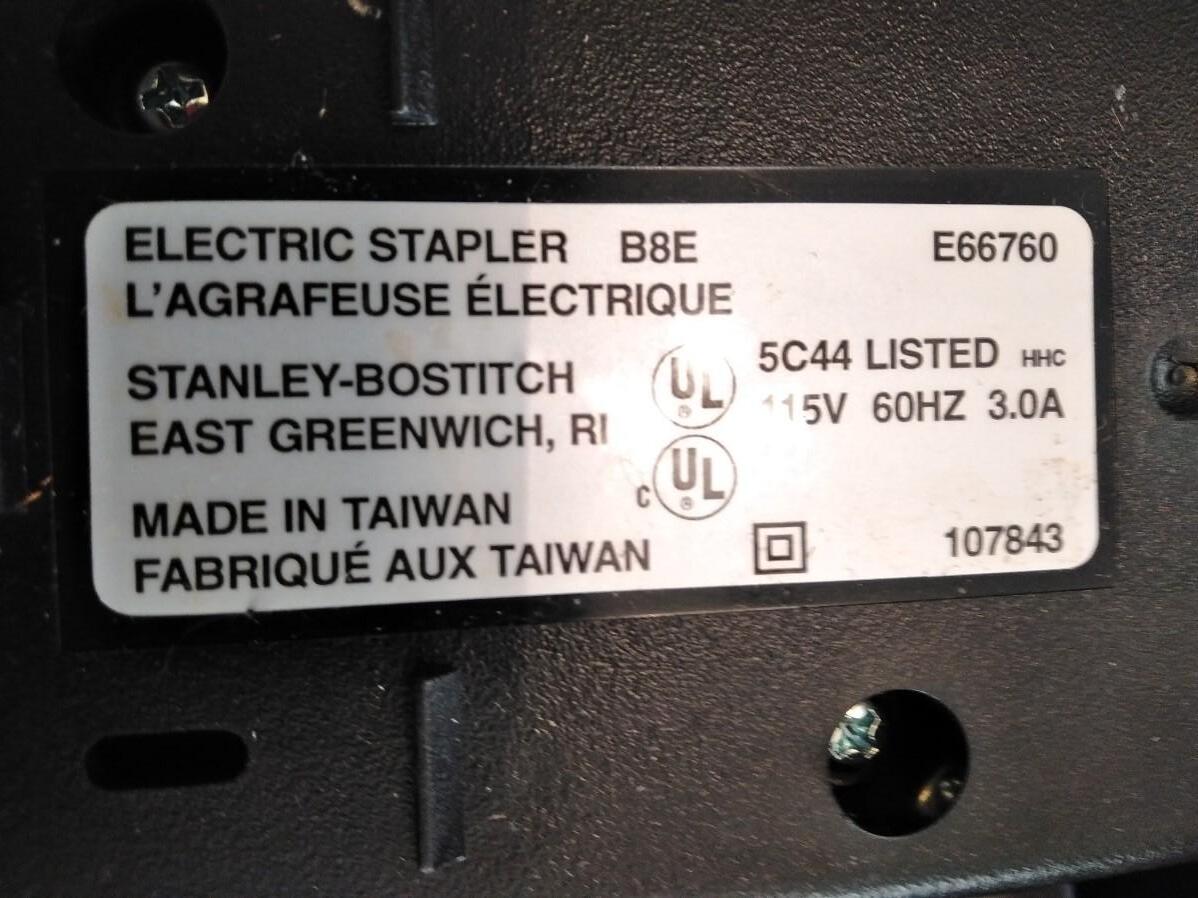 ELECTRIC STAPLER B8E E66760
L'AGRAFEUSE ÉLECTRIQUE
STANLEY-BOSTITCH
EAST GREENWICH, RI
UL ® 5C44 LISTED HHC
115V 60HZ 3.0A
C UL ®
MADE IN TAIWAN
FABRIQUÉ AUX TAIWAN
107843